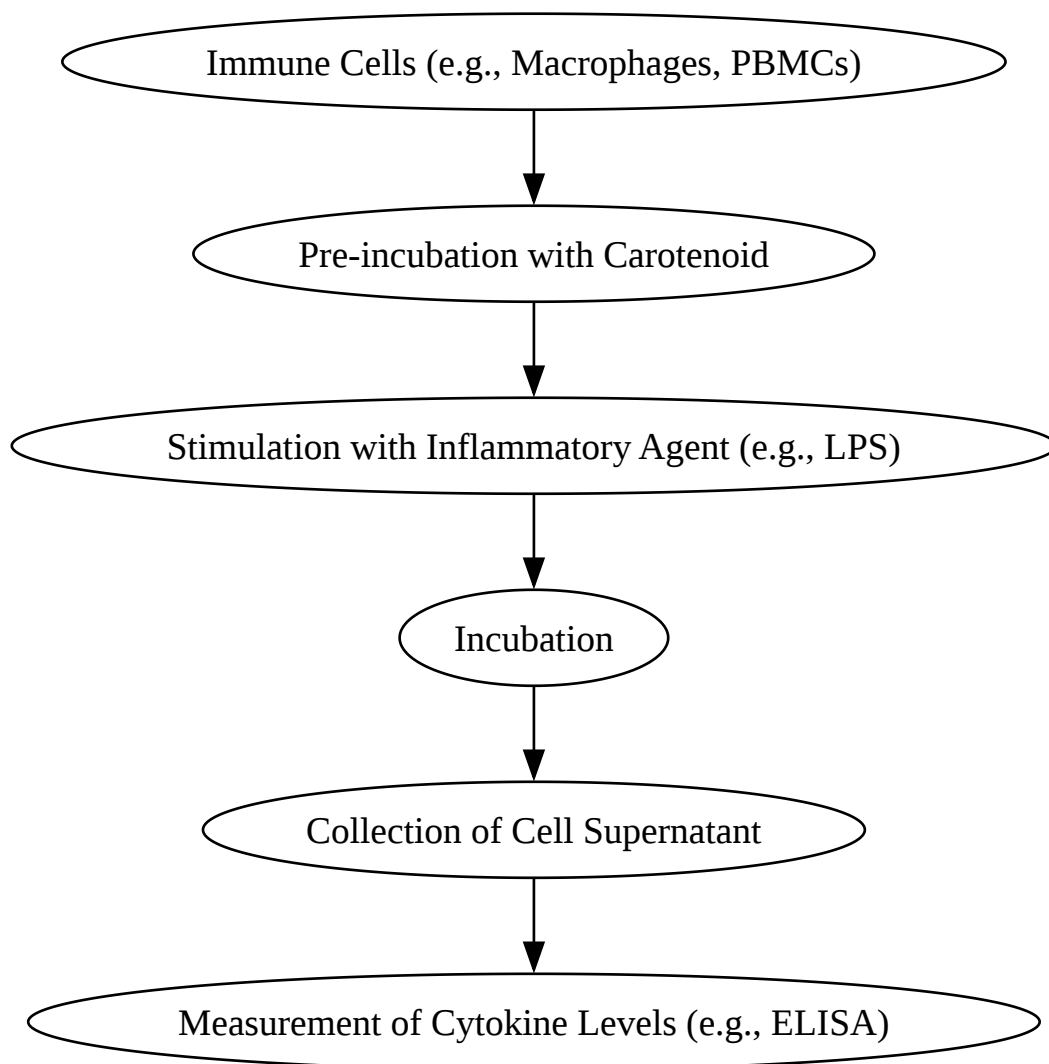 Immune Cells (e.g., Macrophages, PBMCs)
Pre-incubation with Carotenoid
Stimulation with Inflammatory Agent (e.g., LPS)
Incubation
Collection of Cell Supernatant
Measurement of Cytokine Levels (e.g., ELISA)